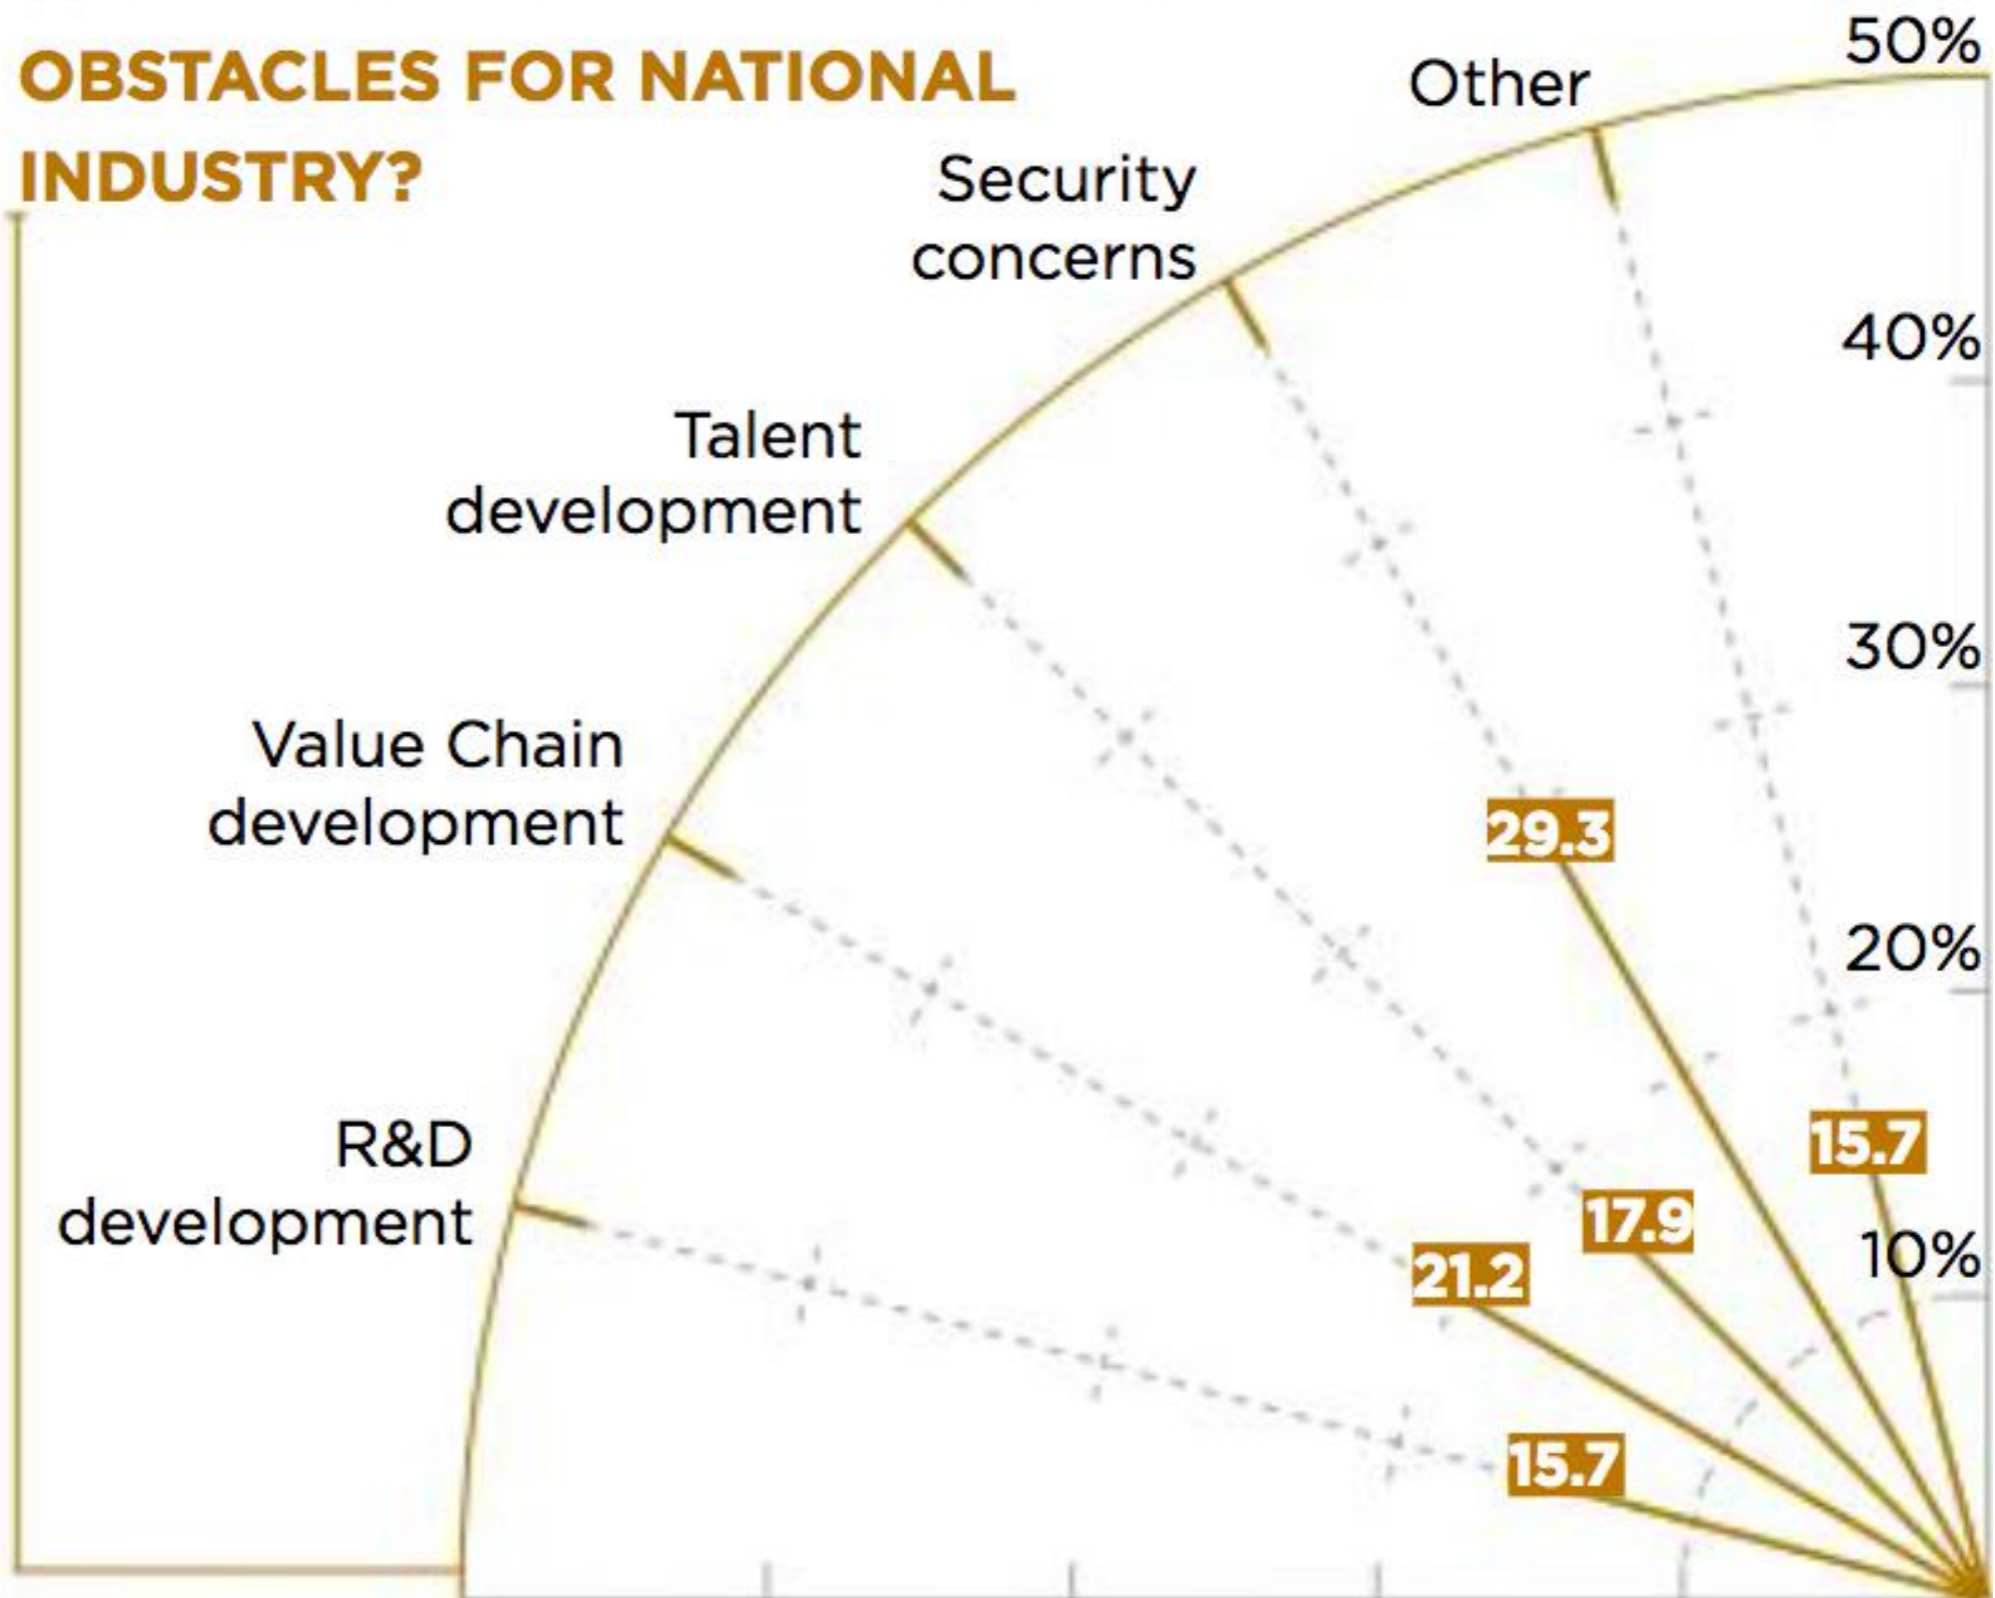 OBSTACLES FOR NATIONAL
INDUSTRY?
50%
Other
Security
concerns
40%
Talent
development
30%
Value Chain
development
29.3
20%
R&D
development
15.7
17.9
10%
21.2
15.7